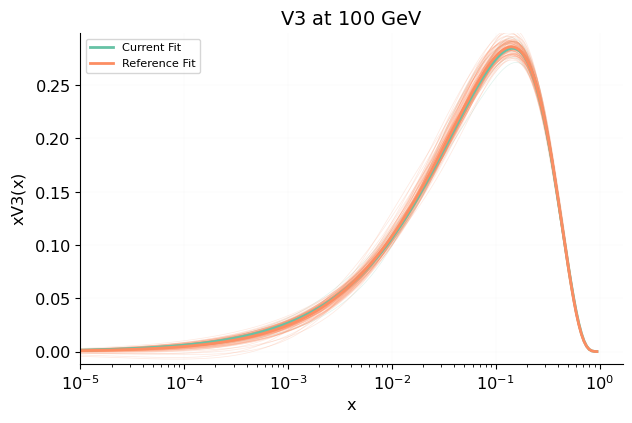 V3 at 100 GeV
Current Fit
Reference Fit
xV3(x)
0.25
0.20
0.15
0.10
0.05
0.00
10⁻⁵
10⁻⁴
10⁻³
10⁻²
10⁻¹
10⁰
x